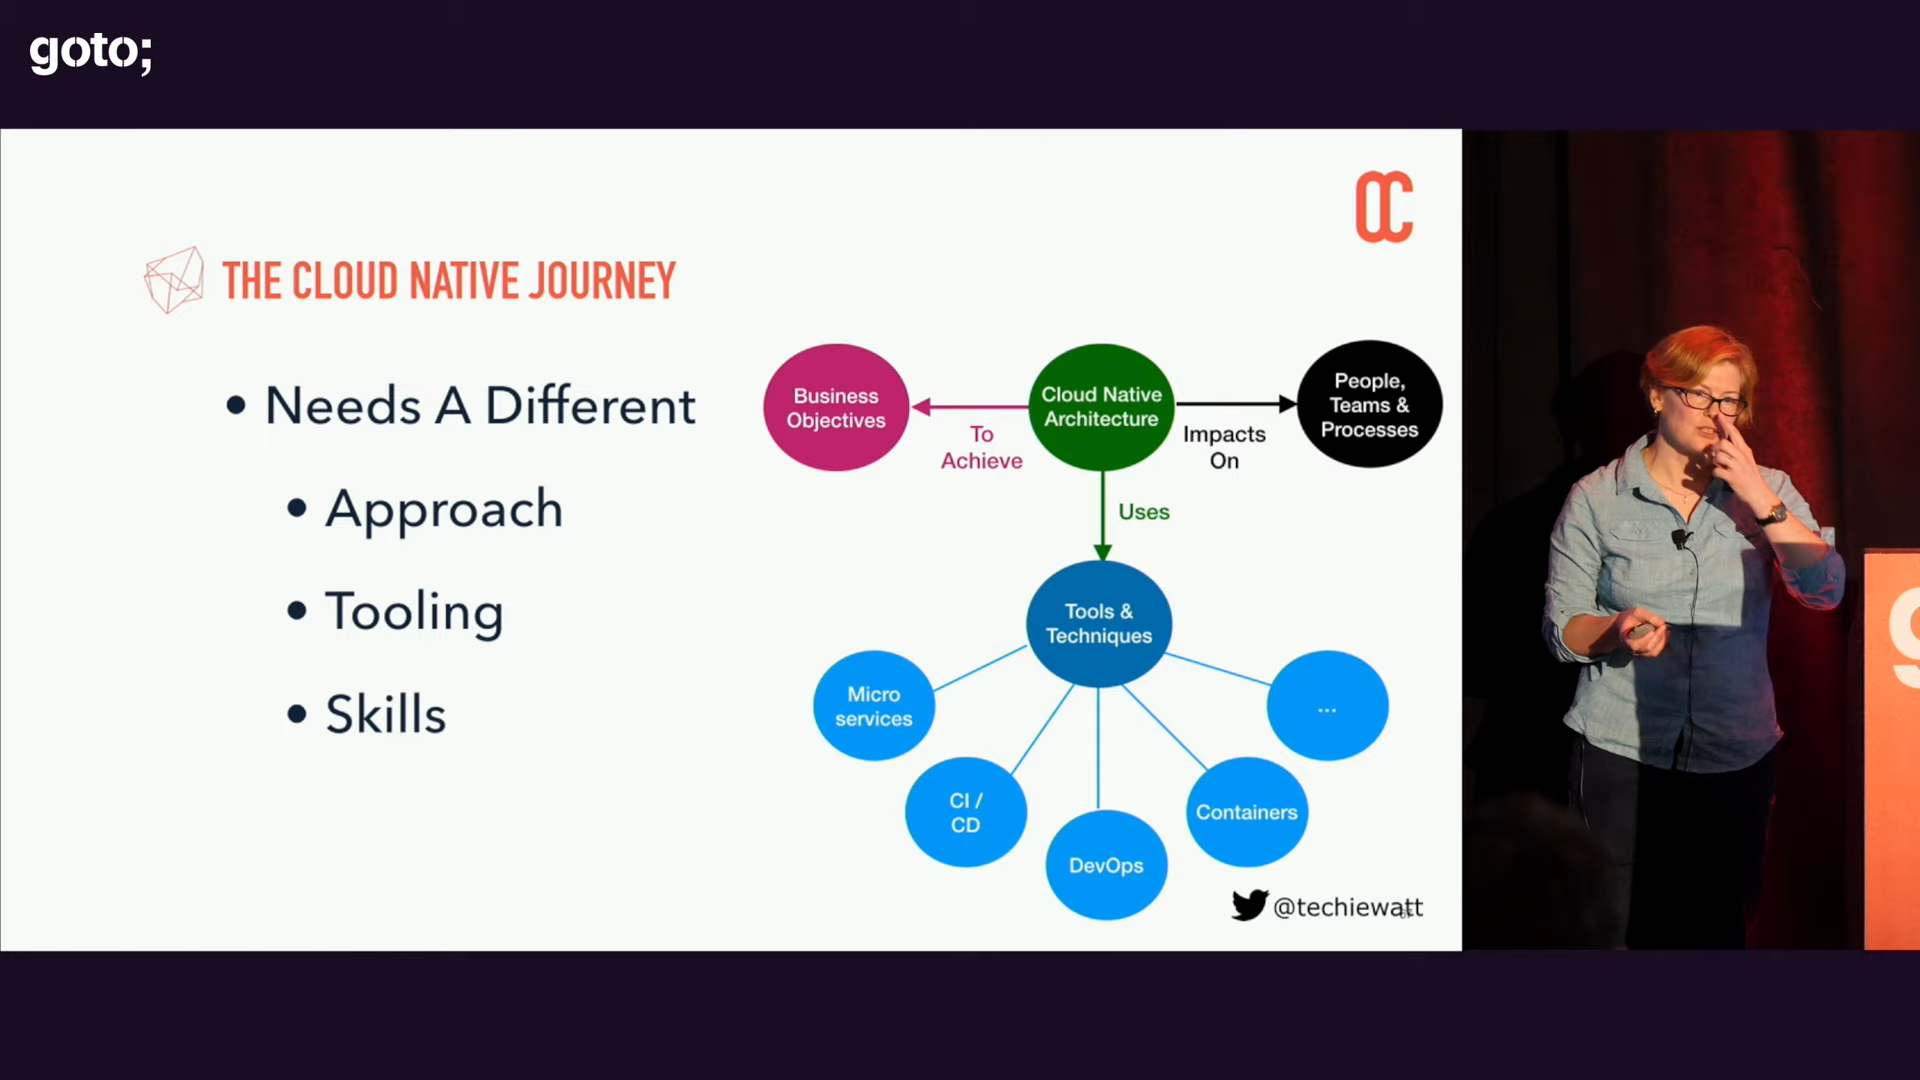 goto;
THE CLOUD NATIVE JOURNEY
• Needs A Different
• Approach
• Tooling
• Skills
Business
Objectives
To
Achieve
Cloud Native
Architecture
Impacts
On
People,
Teams &
Processes
Uses
Tools &
Techniques
Micro
services
CI /
CD
DevOps
Containers
...
@techiewatt
g